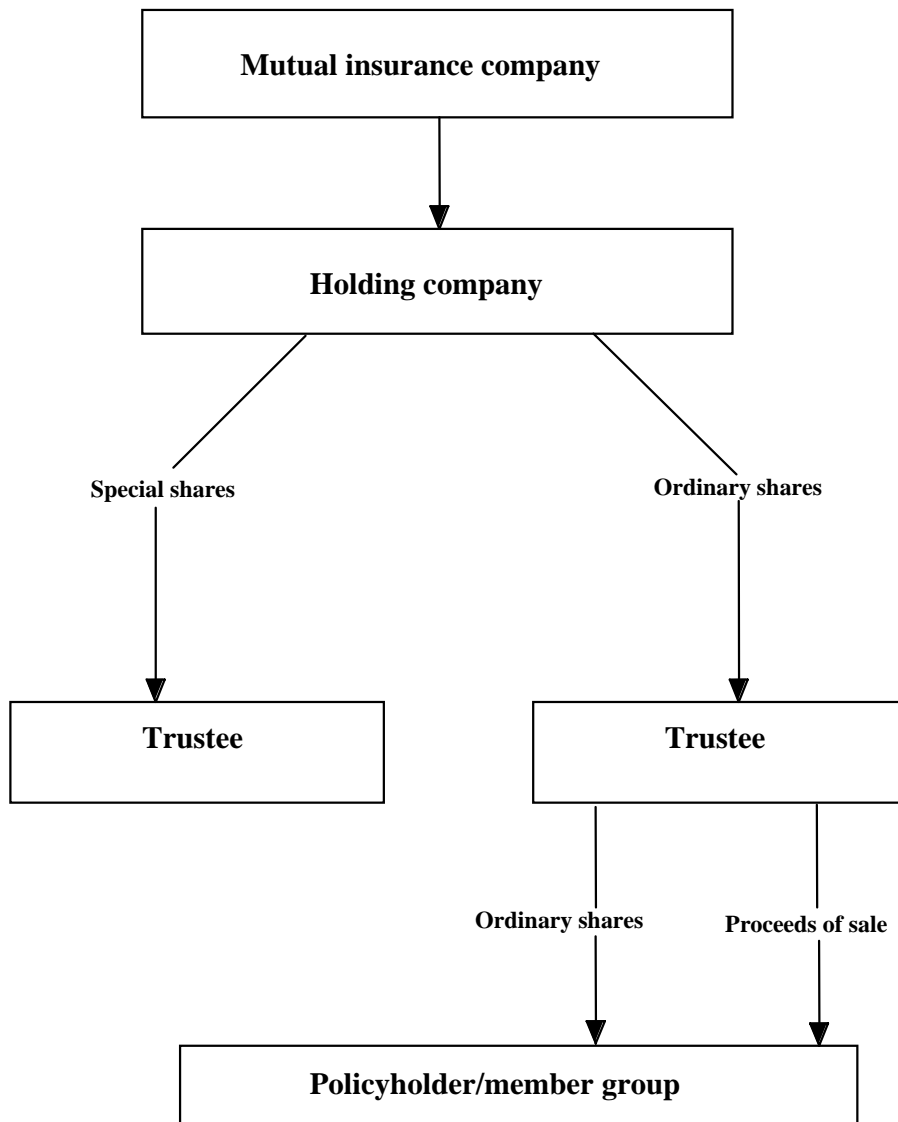 Mutual insurance company
Holding company
Special shares
Ordinary shares
Trustee
Trustee
Ordinary shares
Proceeds of sale
Policyholder/member group